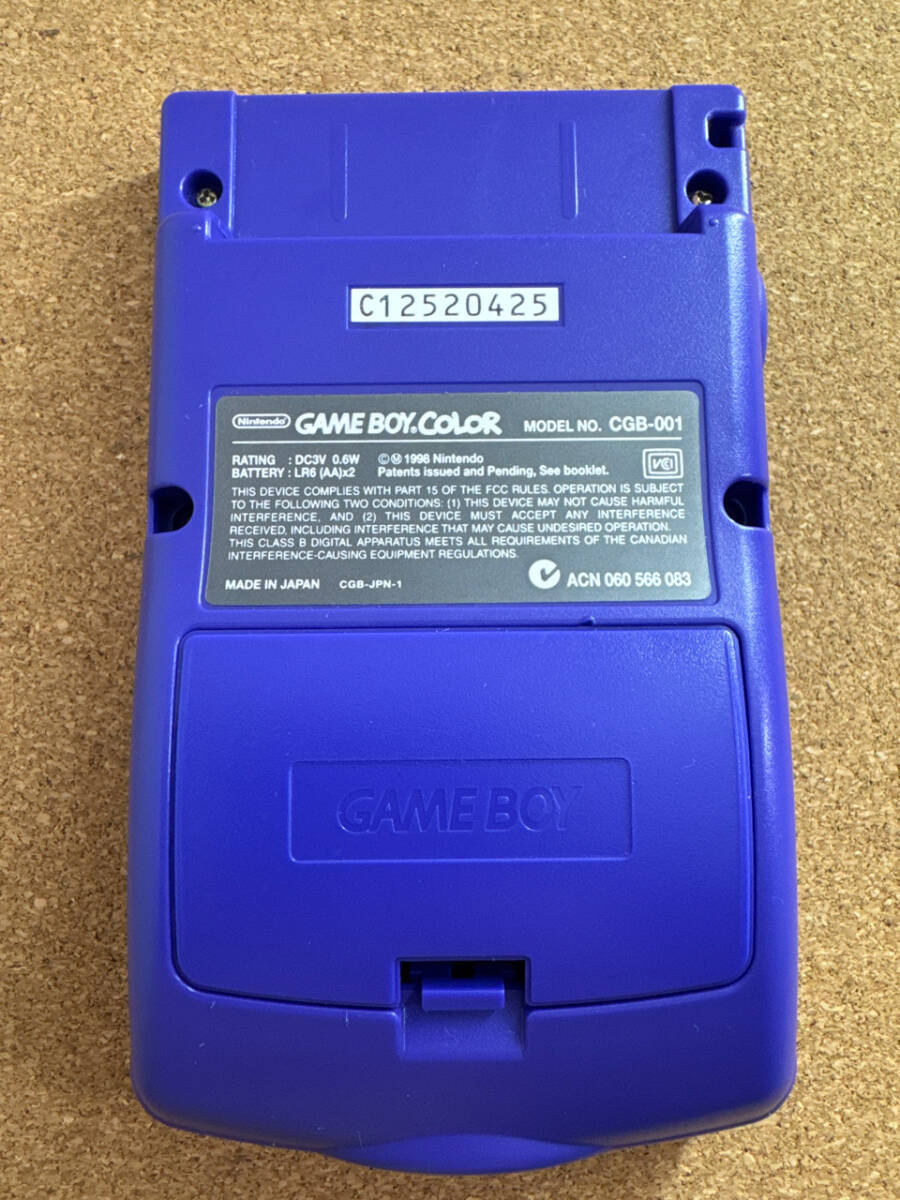 C12520425
Nintendo GAME BOY COLOR MODEL NO. CGB-001
RATING : DC3V 0.6W ©Ⓜ1998 Nintendo
BATTERY : LR6 (AA)x2 Patents issued and Pending, See booklet.
VCI
THIS DEVICE COMPLIES WITH PART 15 OF THE FCC RULES. OPERATION IS SUBJECT
TO THE FOLLOWING TWO CONDITIONS: (1) THIS DEVICE MAY NOT CAUSE HARMFUL
INTERFERENCE, AND (2) THIS DEVICE MUST ACCEPT ANY INTERFERENCE
RECEIVED, INCLUDING INTERFERENCE THAT MAY CAUSE UNDESIRED OPERATION.
THIS CLASS B DIGITAL APPARATUS MEETS ALL REQUIREMENTS OF THE CANADIAN
INTERFERENCE-CAUSING EQUIPMENT REGULATIONS.
MADE IN JAPAN CGB-JPN-1 ACN 060 566 083
GAME BOY